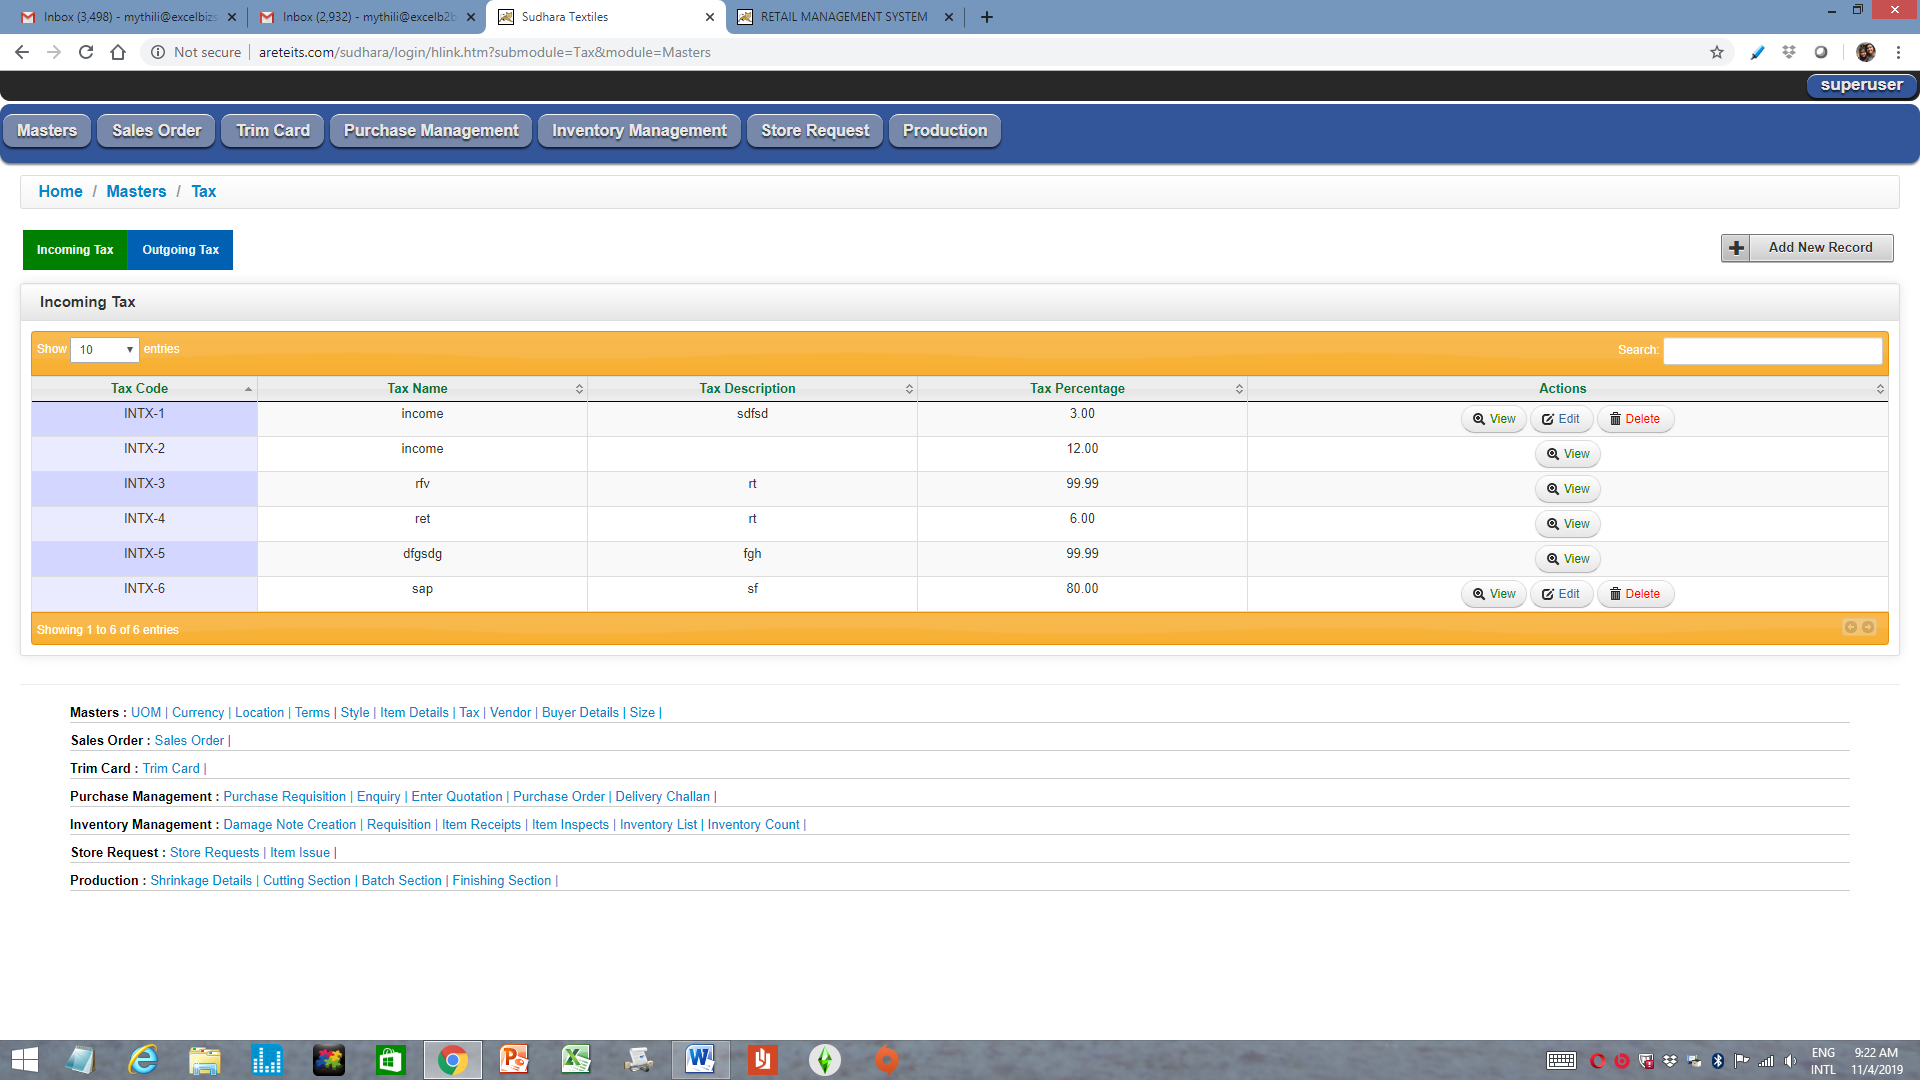 Inbox (3,498) - mythili@excelbizs
Inbox (2,932) - mythili@excelb2b
Sudhara Textiles
RETAIL MANAGEMENT SYSTEM
Not secure | areteits.com/sudhara/login/hlink.htm?submodule=Tax&module=Masters
superuser
Masters Sales Order Trim Card Purchase Management Inventory Management Store Request Production
Home / Masters / Tax
Incoming Tax Outgoing Tax Add New Record
Incoming Tax
Show 10 entries Search:
Tax Code Tax Name Tax Description Tax Percentage Actions
INTX-1 income sdfsd 3.00 View Edit Delete
INTX-2 income 12.00 View
INTX-3 rfv rt 99.99 View
INTX-4 ret rt 6.00 View
INTX-5 dfgsdg fgh 99.99 View
INTX-6 sap sf 80.00 View Edit Delete
Showing 1 to 6 of 6 entries
Masters : UOM | Currency | Location | Terms | Style | Item Details | Tax | Vendor | Buyer Details | Size |
Sales Order : Sales Order |
Trim Card : Trim Card |
Purchase Management : Purchase Requisition | Enquiry | Enter Quotation | Purchase Order | Delivery Challan |
Inventory Management : Damage Note Creation | Requisition | Item Receipts | Item Inspects | Inventory List | Inventory Count |
Store Request : Store Requests | Item Issue |
Production : Shrinkage Details | Cutting Section | Batch Section | Finishing Section |
ENG 9:22 AM
INTL 11/4/2019